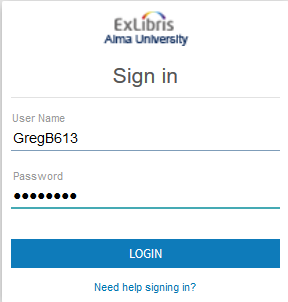 ExLibris
Alma University
Sign in
User Name
GregB613
Password
••••••••
LOGIN
Need help signing in?